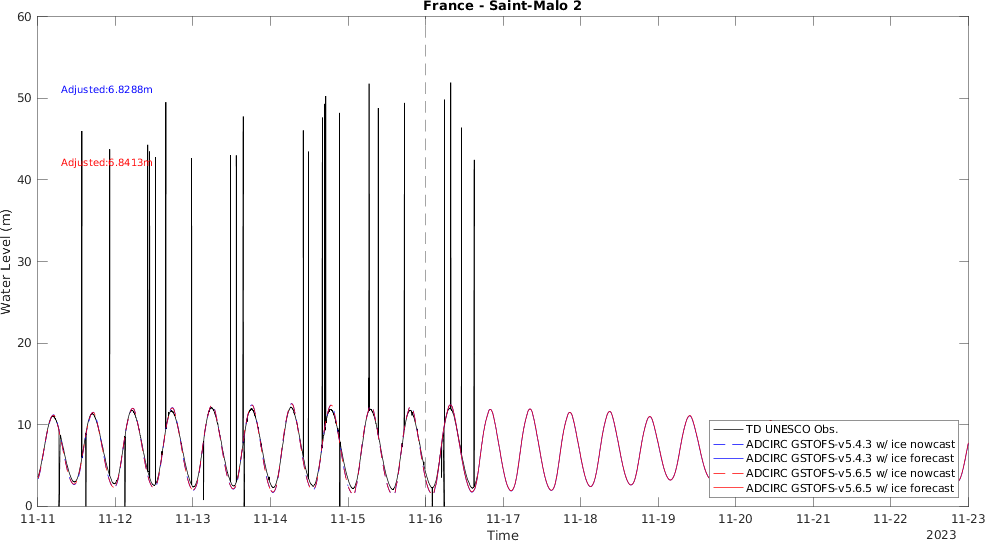 France - Saint-Malo 2
60
50
40
30
20
10
0
Water Level (m)
Adjusted:6.8288m
Adjusted:6.8413m
TD UNESCO Obs.
ADCIRC GSTOFS-v5.4.3 w/ ice nowcast
ADCIRC GSTOFS-v5.4.3 w/ ice forecast
ADCIRC GSTOFS-v5.6.5 w/ ice nowcast
ADCIRC GSTOFS-v5.6.5 w/ ice forecast
11-11 11-12 11-13 11-14 11-15 11-16 11-17 11-18 11-19 11-20 11-21 11-22 11-23
Time
2023